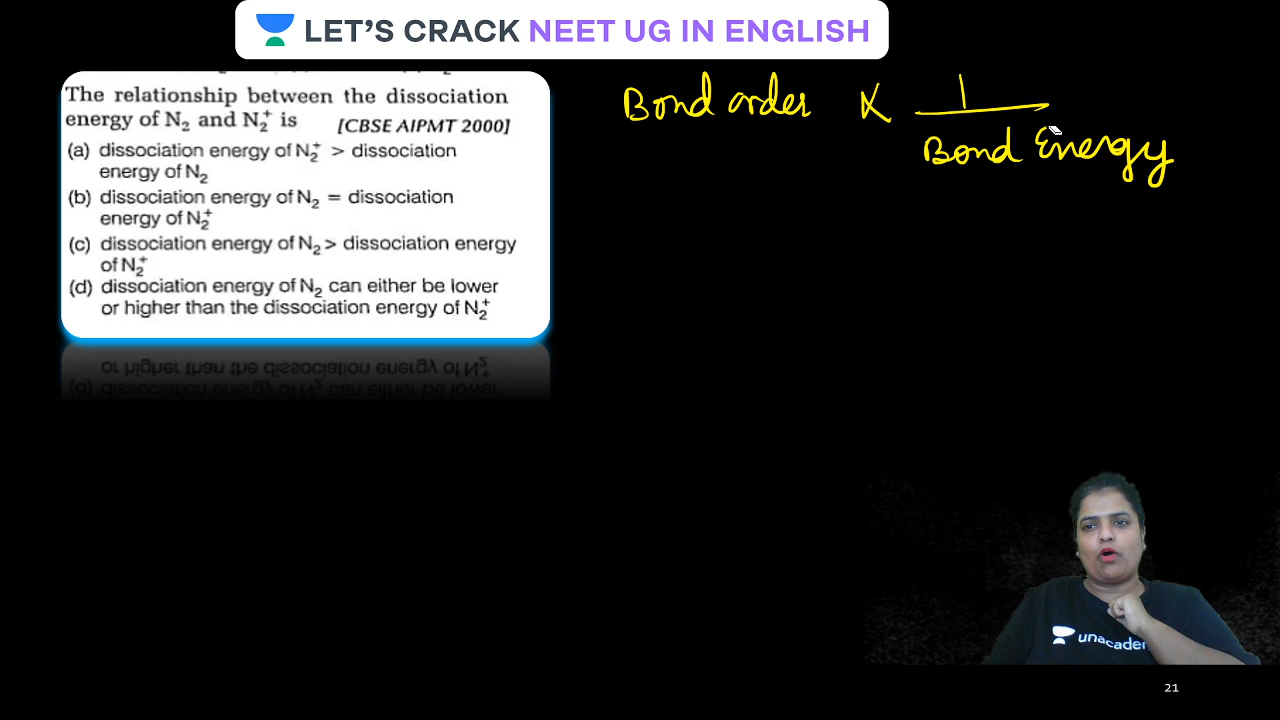 LET'S CRACK NEET UG IN ENGLISH
The relationship between the dissociation
energy of N₂ and N₂⁺ is [CBSE AIPMT 2000]
(a) dissociation energy of N₂⁺ > dissociation
energy of N₂
(b) dissociation energy of N₂ = dissociation
energy of N₂⁺
(c) dissociation energy of N₂ > dissociation energy
of N₂⁺
(d) dissociation energy of N₂ can either be lower
or higher than the dissociation energy of N₂⁺
Bond order ∝ 1
Bond Energy
unacadem
21